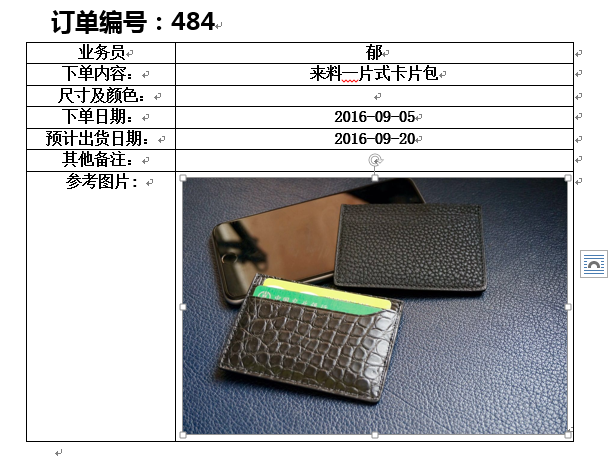 订单编号：484
业务员
郁
下单内容：
来料一片式卡片包
尺寸及颜色：
下单日期：
2016-09-05
预计出货日期：
2016-09-20
其他备注：
参考图片：